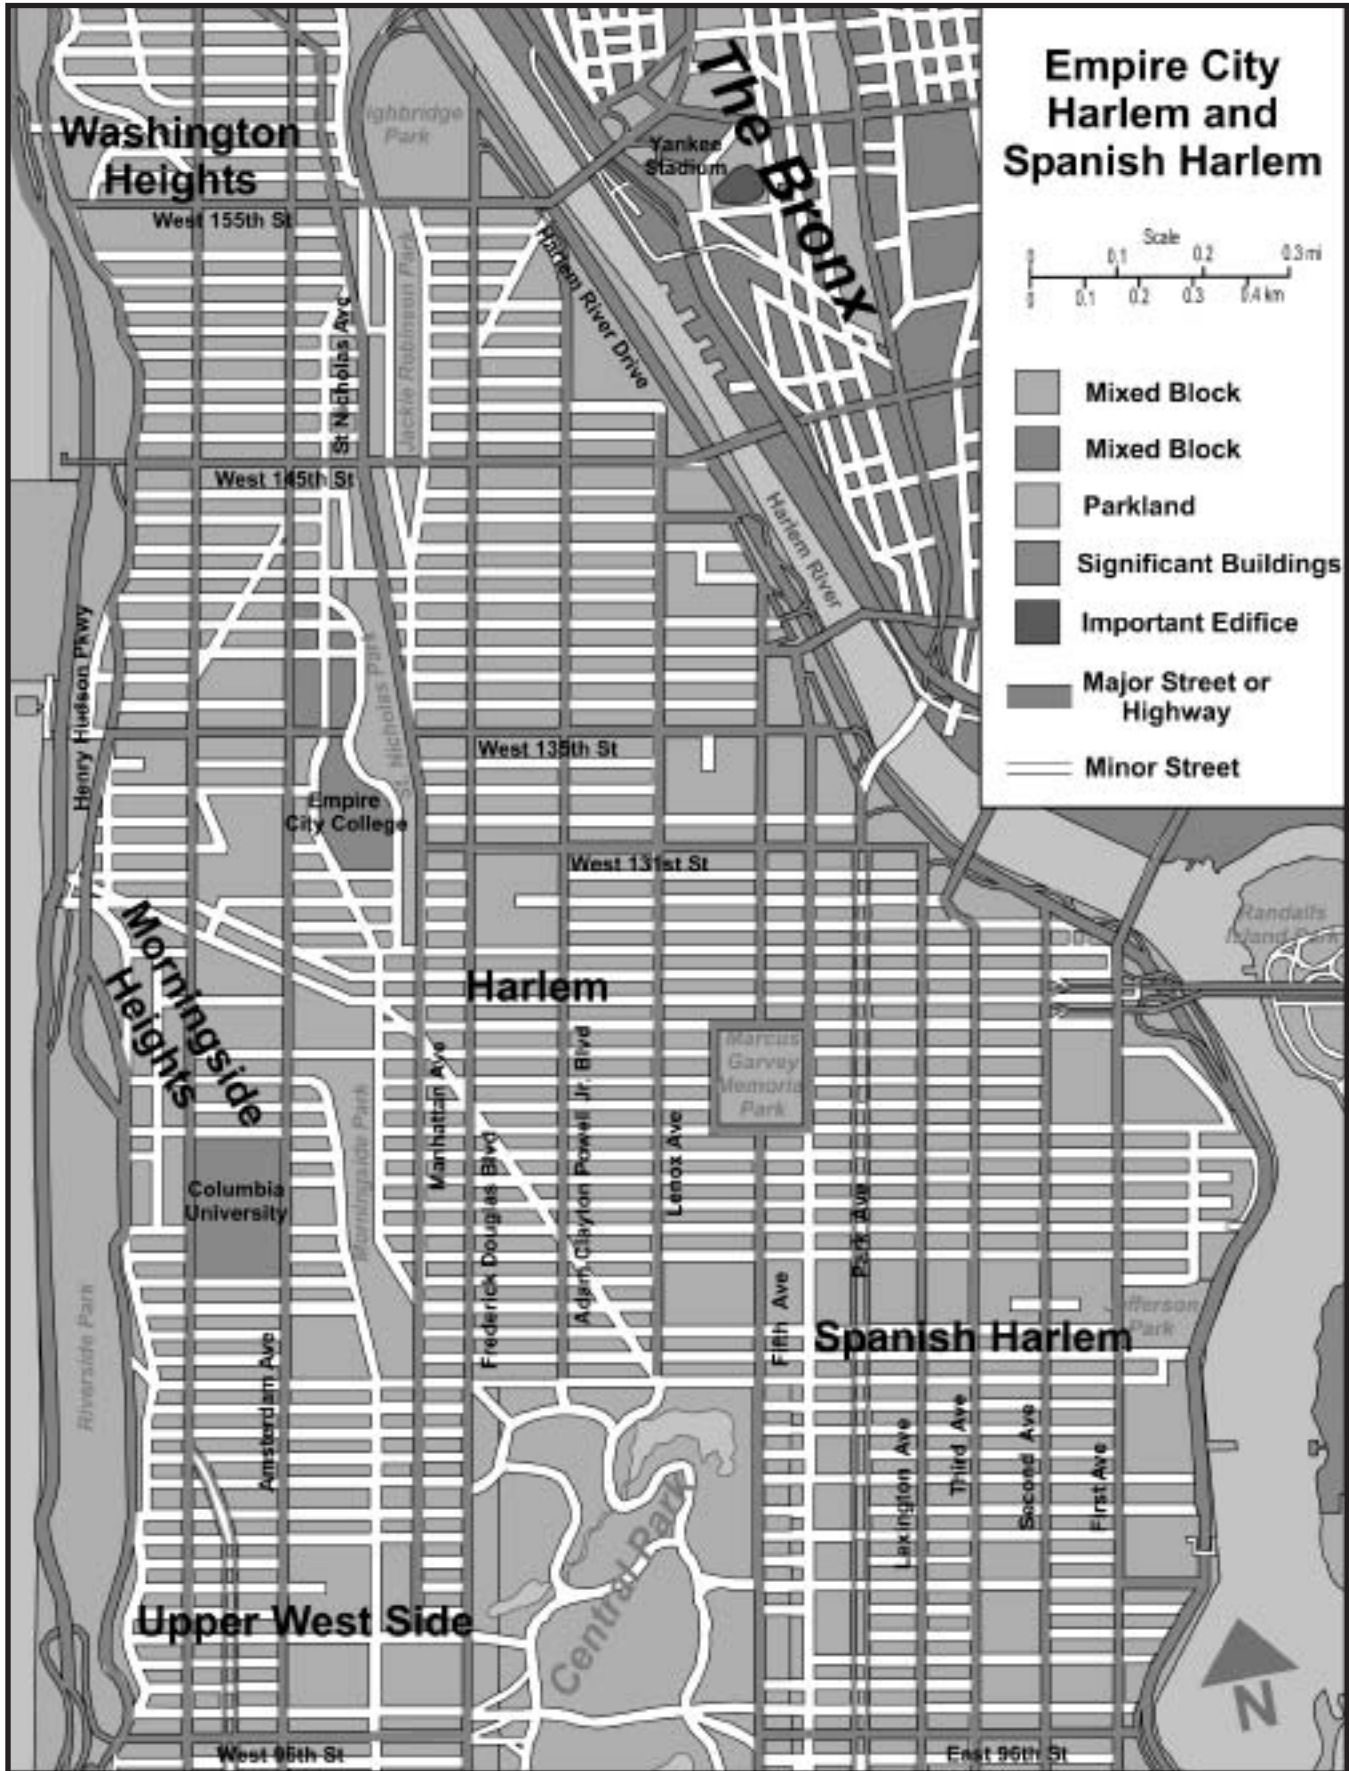 Empire City
Harlem and
Spanish Harlem
Scale
0 0.1 0.2 0.3 mi
0 0.1 0.2 0.3 0.4 km
Mixed Block
Mixed Block
Parkland
Significant Buildings
Important Edifice
Major Street or
Highway
Minor Street
The Bronx
Washington
Heights
ighbridge
Park
Yankee
Stadium
West 155th St
Harlem River Drive
St Nicholas Ave
Jackie Robinson Park
West 145th St
Harlem River
Henry Hudson Pkwy
St. Nicholas Park
West 135th St
Empire
City College
West 131st St
Randalls
Island Park
Morningside
Heights
Harlem
Marcus
Garvey
Memorial
Park
Manhattan Ave
Adam Clayton Powell Jr. Blvd
Lenox Ave
Frederick Douglas Blvd
Morningside Park
Columbia
University
Park Ave
Fifth Ave
Riverside Park
Amsterdam Ave
Spanish Harlem
efferson
Park
Lexington Ave
Third Ave
Second Ave
First Ave
Central Park
Upper West Side
N
West 96th St
East 96th St